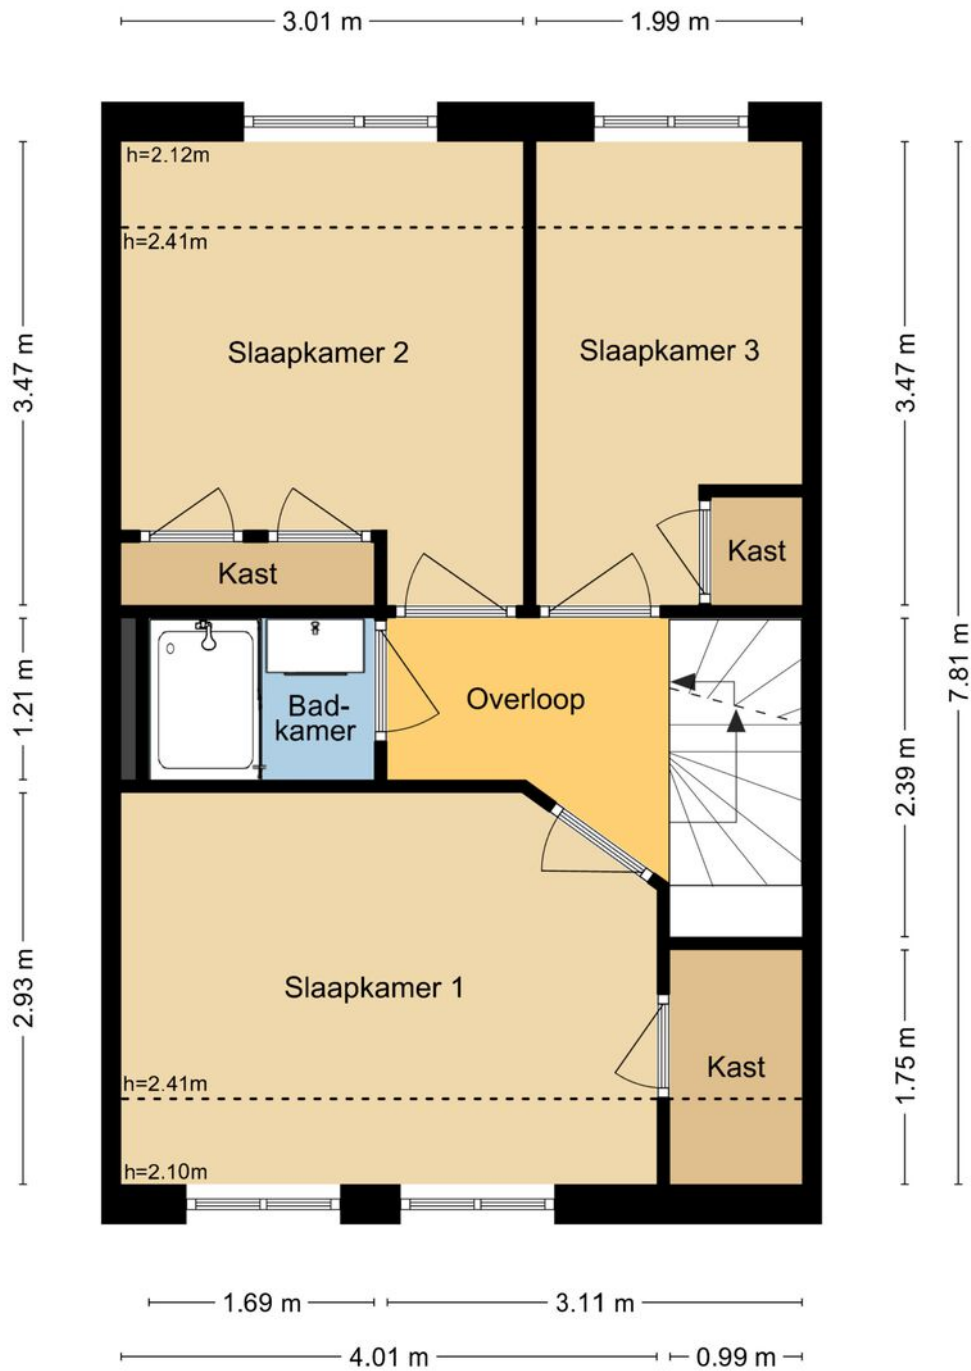 3.01 m
1.99 m
h=2.12m
h=2.41m
3.47 m
Slaapkamer 2
Slaapkamer 3
3.47 m
Kast
Kast
1.21 m
Bad-
kamer
Overloop
7.81 m
2.39 m
2.93 m
Slaapkamer 1
h=2.41m
Kast
1.75 m
h=2.10m
1.69 m
3.11 m
4.01 m
0.99 m